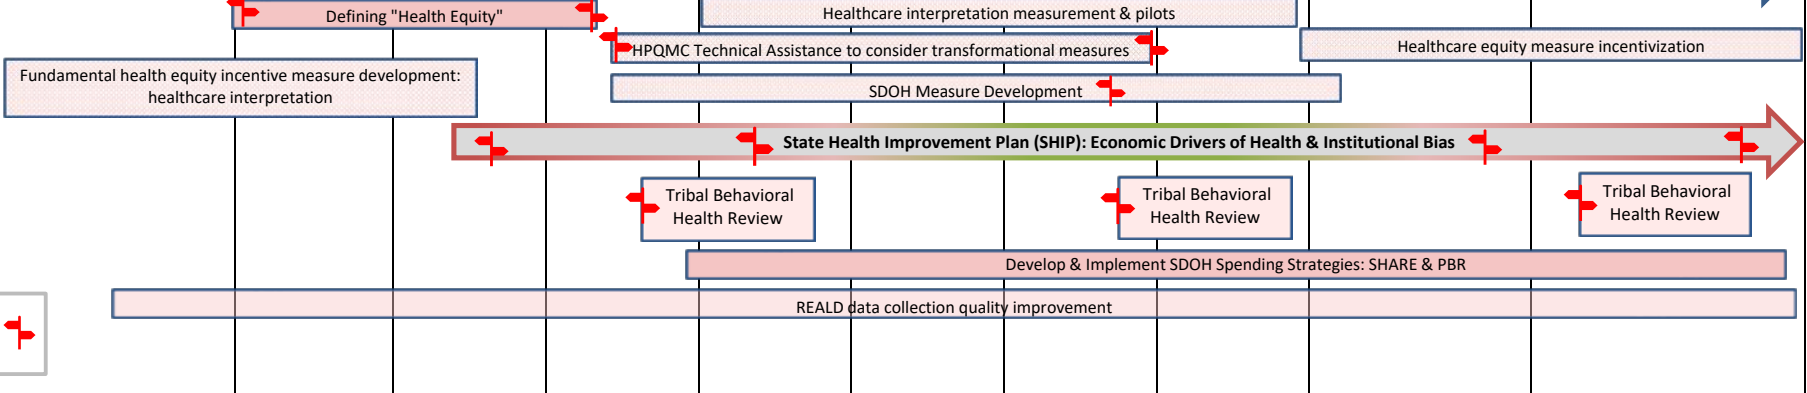 Defining "Health Equity"
Healthcare interpretation measurement & pilots
HPQMC Technical Assistance to consider transformational measures
Healthcare equity measure incentivization
Fundamental health equity incentive measure development:
healthcare interpretation
SDOH Measure Development
State Health Improvement Plan (SHIP): Economic Drivers of Health & Institutional Bias
Tribal Behavioral
Health Review
Tribal Behavioral
Health Review
Tribal Behavioral
Health Review
Develop & Implement SDOH Spending Strategies: SHARE & PBR
REALD data collection quality improvement